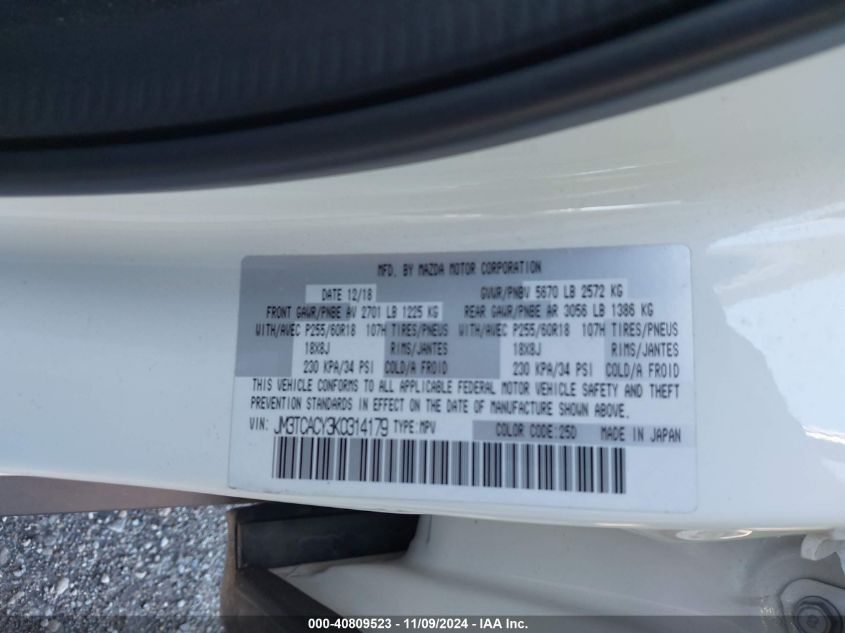 MFD. BY MAZDA MOTOR CORPORATION
DATE 12/18 GVWR/PNBV 5670 LB 2572 KG
FRONT GAWR/PNBE AV 2701 LB 1225 KG REAR GAWR/PNBE AR 3056 LB 1386 KG
WITH/AVEC P255/60R18 107H TIRES/PNEUS WITH/AVEC P255/60R18 107H TIRES/PNEUS
18X8J RIMS/JANTES 18X8J RIMS/JANTES
230 KPA/34 PSI COLD/A FROID 230 KPA/34 PSI COLD/A FROID
THIS VEHICLE CONFORMS TO ALL APPLICABLE FEDERAL MOTOR VEHICLE SAFETY AND THEFT
PREVENTION STANDARDS IN EFFECT ON THE DATE OF MANUFACTURE SHOWN ABOVE.
VIN: JM3TCACY3K0314179 TYPE:MPV COLOR CODE:25D MADE IN JAPAN
000-40809523 - 11/09/2024 - IAAI.com